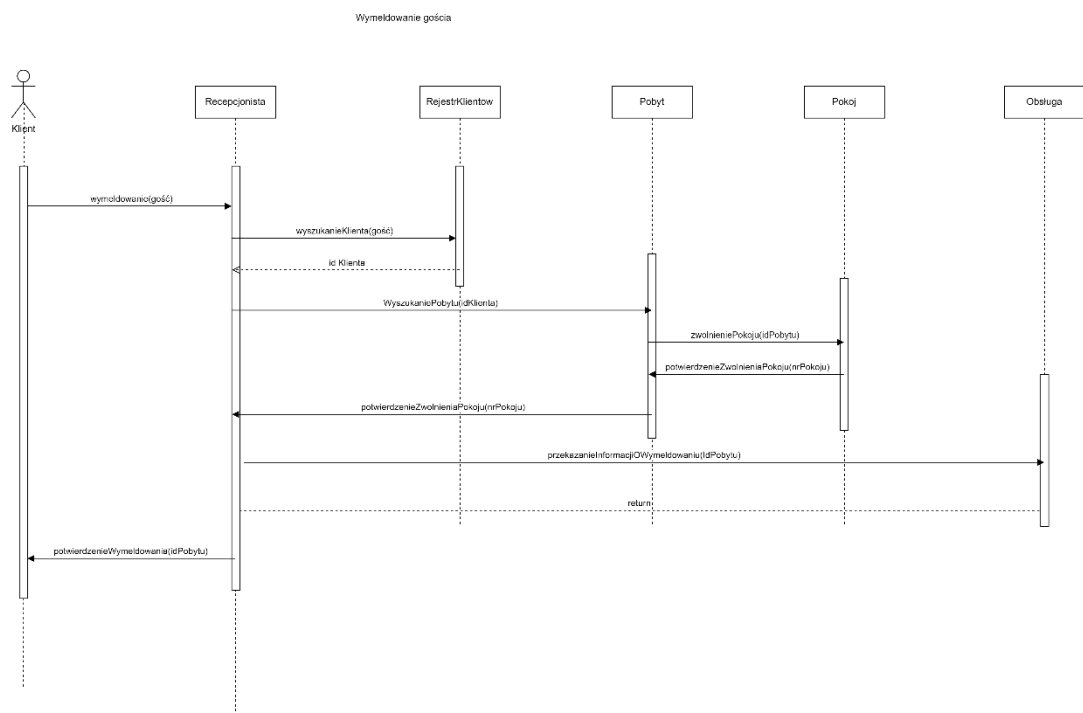 Wymeldowanie gościa
Klient
Recepcjonista
RejestrKlientow
Pobyt
Pokoj
Obsługa
wymeldowanie(gość)
wyszukanieKlienta(gość)
id Klienta
WyszukaniePobytu(idKlienta)
zwolnieniePokoju(idPobytu)
potwierdzenieZwolnieniaPokoju(nrPokoju)
potwierdzenieZwolnieniaPokoju(nrPokoju)
przekazanieInformacjiOWymeldowaniu(IdPobytu)
return
potwierdzenieWymeldowania(idPobytu)